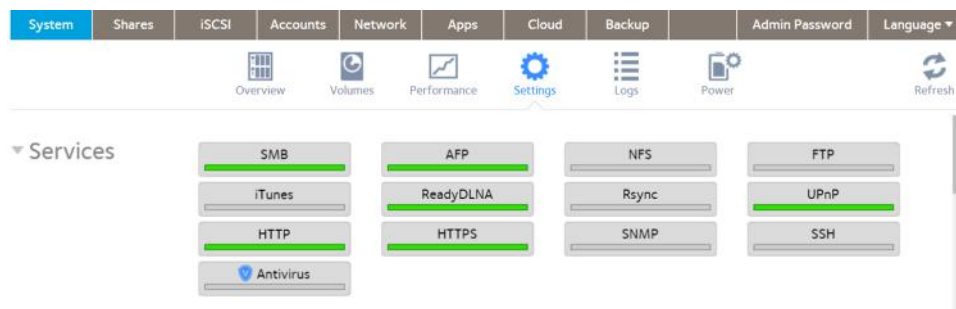 System Shares iSCSI Accounts Network Apps Cloud Backup Admin Password Language
Overview Volumes Performance Settings Logs Power Refresh
Services
SMB AFP NFS FTP
iTunes ReadyDLNA Rsync UPnP
HTTP HTTPS SNMP SSH
Antivirus